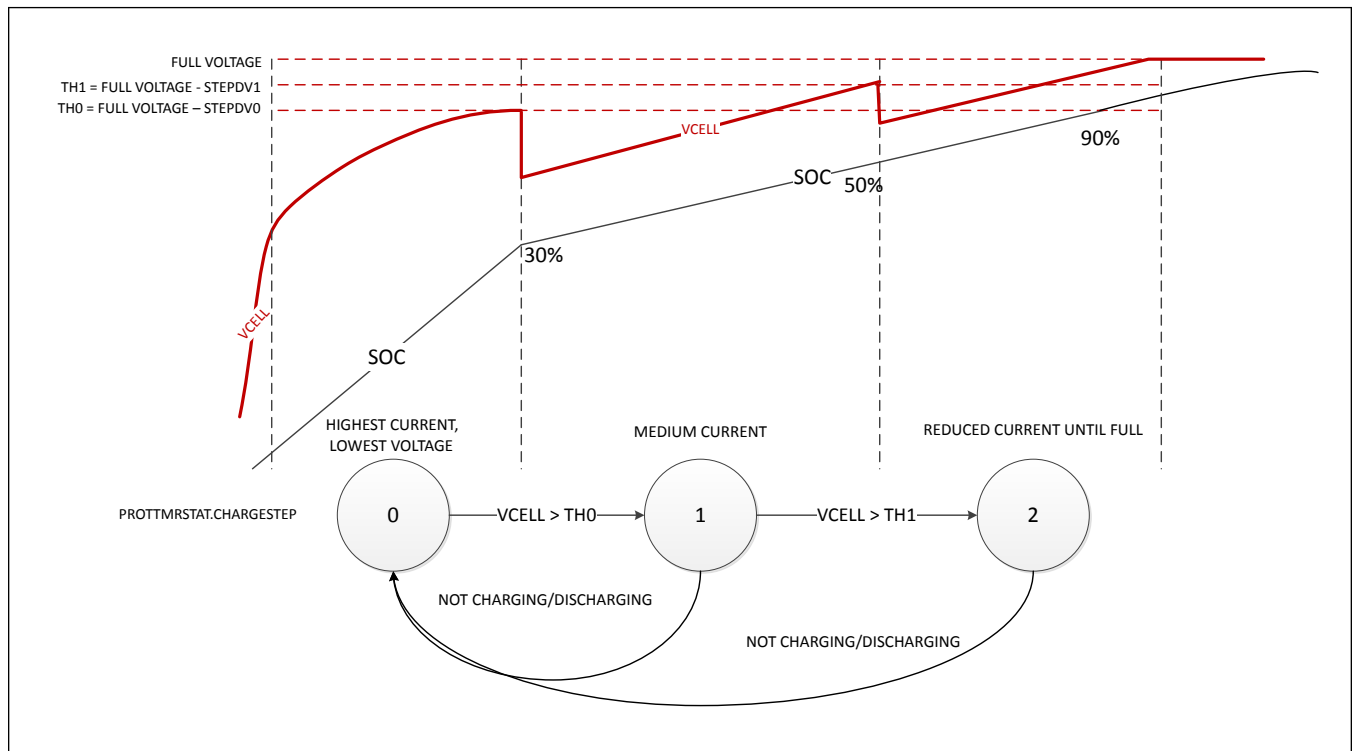 FULL VOLTAGE
TH1 = FULL VOLTAGE - STEPDV1
TH0 = FULL VOLTAGE – STEPDV0
VCELL
90%
SOC
50%
30%
VCELL
SOC
HIGHEST CURRENT,
LOWEST VOLTAGE
MEDIUM CURRENT
REDUCED CURRENT UNTIL FULL
PROTTMRSTAT.CHARGESTEP
0
VCELL > TH0
1
VCELL > TH1
2
NOT CHARGING/DISCHARGING
NOT CHARGING/DISCHARGING